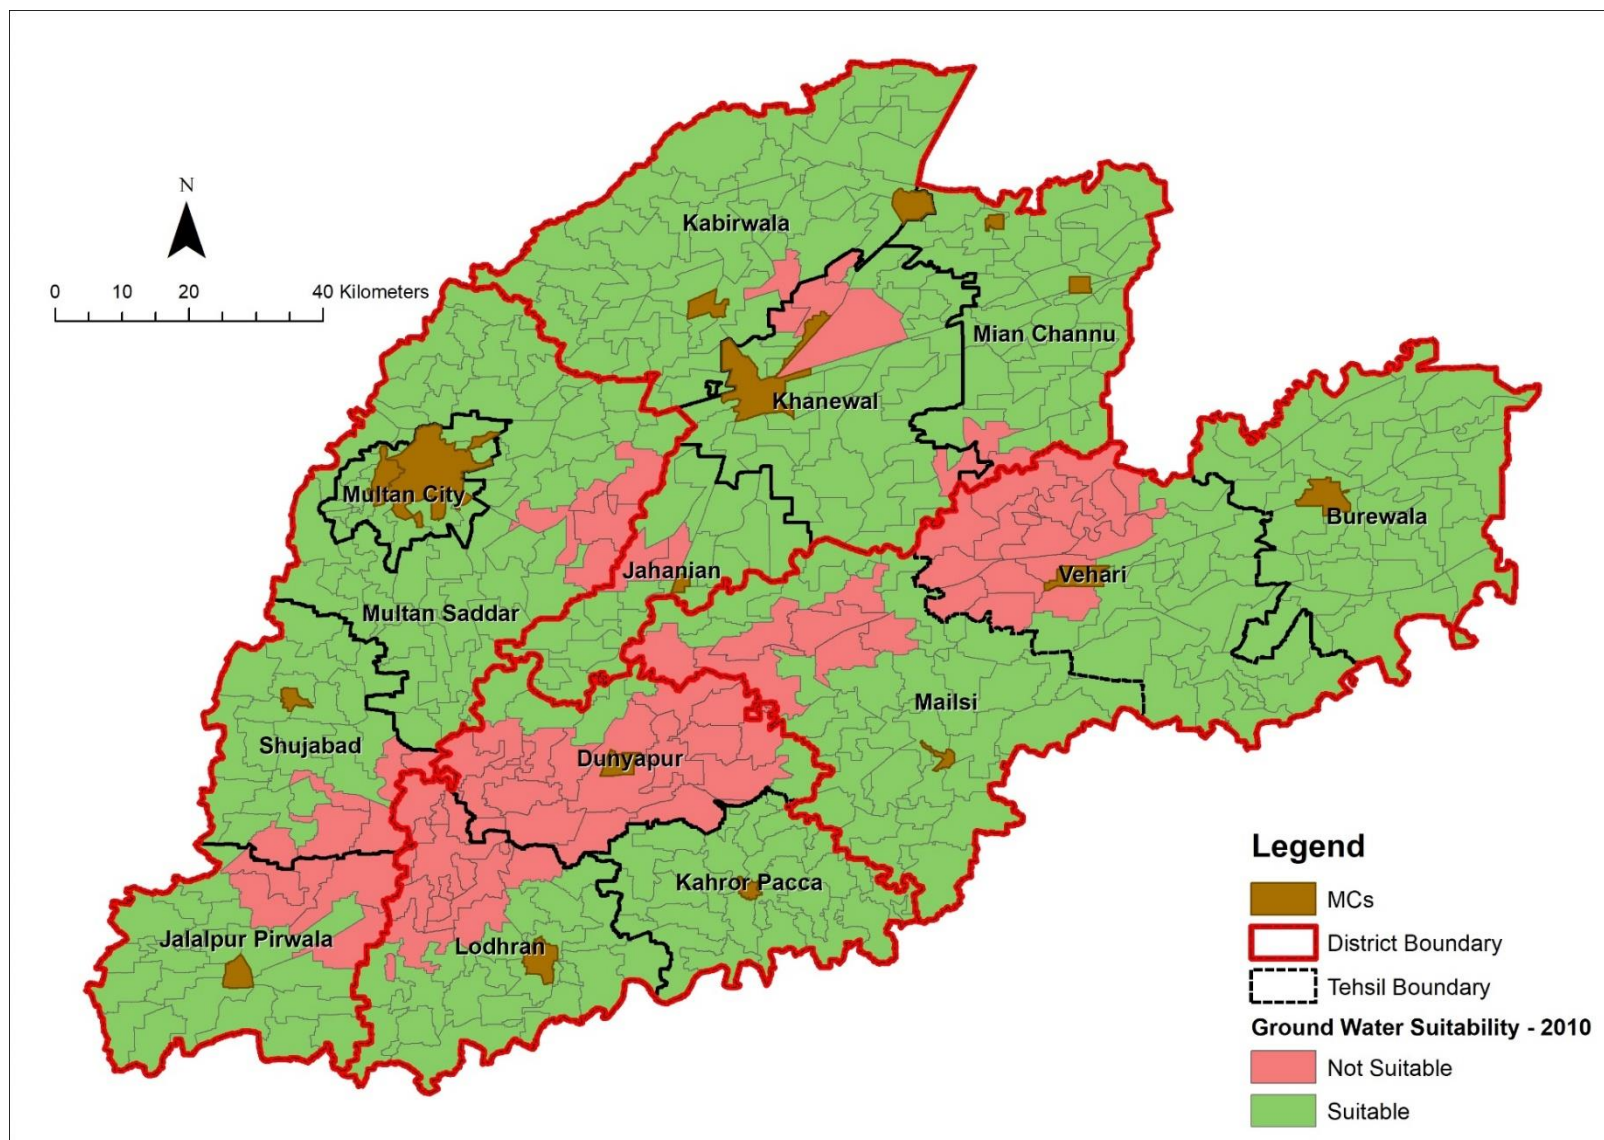 N
Kabirwala
0 10 20 40 Kilometers
Mian Channu
Khanewal
Multan City
Burewala
Jahanian
Vehari
Multan Saddar
Mailsi
Shujabad
Dunyapur
Kahror Pacca
Jalalpur Pirwala
Lodhran
Legend
MCs
District Boundary
Tehsil Boundary
Ground Water Suitability - 2010
Not Suitable
Suitable